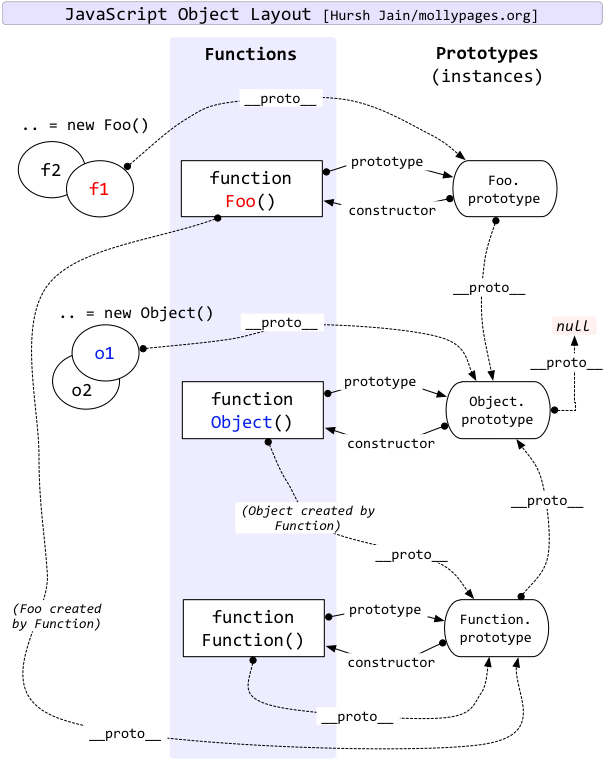 JavaScript Object Layout [Hursh Jain/mollypages.org]
Functions
Prototypes
(instances)
__proto__
.. = new Foo()
f2
f1
function
Foo()
prototype
constructor
Foo.
prototype
__proto__
.. = new Object()
o1
o2
__proto__
null
__proto__
function
Object()
prototype
constructor
Object.
prototype
(Object created by
Function)
__proto__
__proto__
(Foo created
by Function)
function
Function()
prototype
constructor
Function.
prototype
__proto__
__proto__